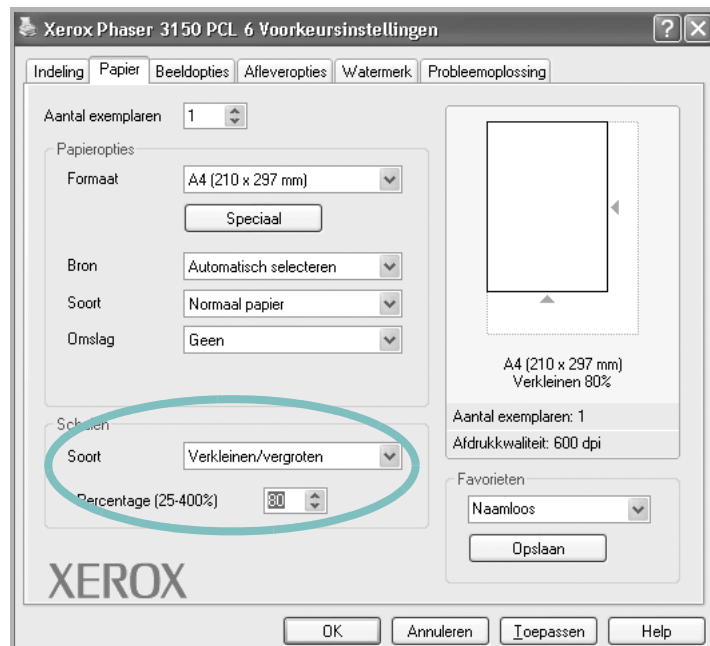 Xerox Phaser 3150 PCL 6 Voorkeursinstellingen
Indeling Papier Beeldopties Afleveropties Watermerk Probleemoplossing
Aantal exemplaren 1
Papieropties
Formaat A4 (210 x 297 mm)
Speciaal
Bron Automatisch selecteren
Soort Normaal papier
Omslag Geen
A4 (210 x 297 mm)
Verkleinen 80%
Aantal exemplaren: 1
Afdrukkwaliteit: 600 dpi
Schalen
Soort Verkleinen/vergroten
Percentage (25-400%) 80
Favorieten
Naamloos
Opslaan
XEROX
OK Annuleren Toepassen Help